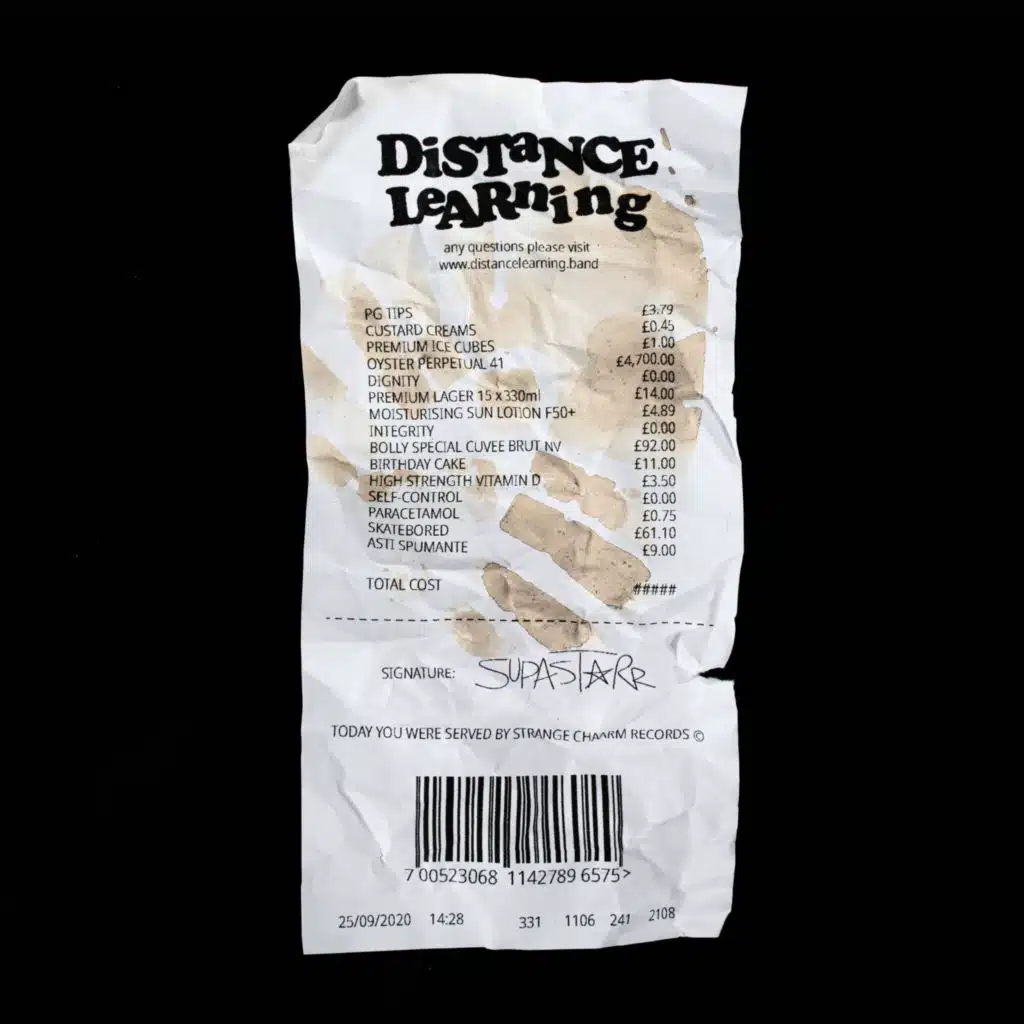 DiSTaNCE
LeARning
any questions please visit
www.distancelearning.band
PG TIPS £3.79
CUSTARD CREAMS £0.45
PREMIUM ICE CUBES £1.00
OYSTER PERPETUAL 41 £4,700.00
DIGNITY £0.00
PREMIUM LAGER 15 x 330ml £14.00
MOISTURISING SUN LOTION F50+ £4.89
INTEGRITY £0.00
BOLLY SPECIAL CUVEE BRUT NV £92.00
BIRTHDAY CAKE £11.00
HIGH STRENGTH VITAMIN D £3.50
SELF-CONTROL £0.00
PARACETAMOL £0.75
SKATEBORED £61.10
ASTI SPUMANTE £9.00
TOTAL COST #####
SIGNATURE: SUPASTARR
TODAY YOU WERE SERVED BY STRANGE CHAARM RECORDS ©
7 00523068 1142789 6575>
25/09/2020 14:28 331 1106 241 2108